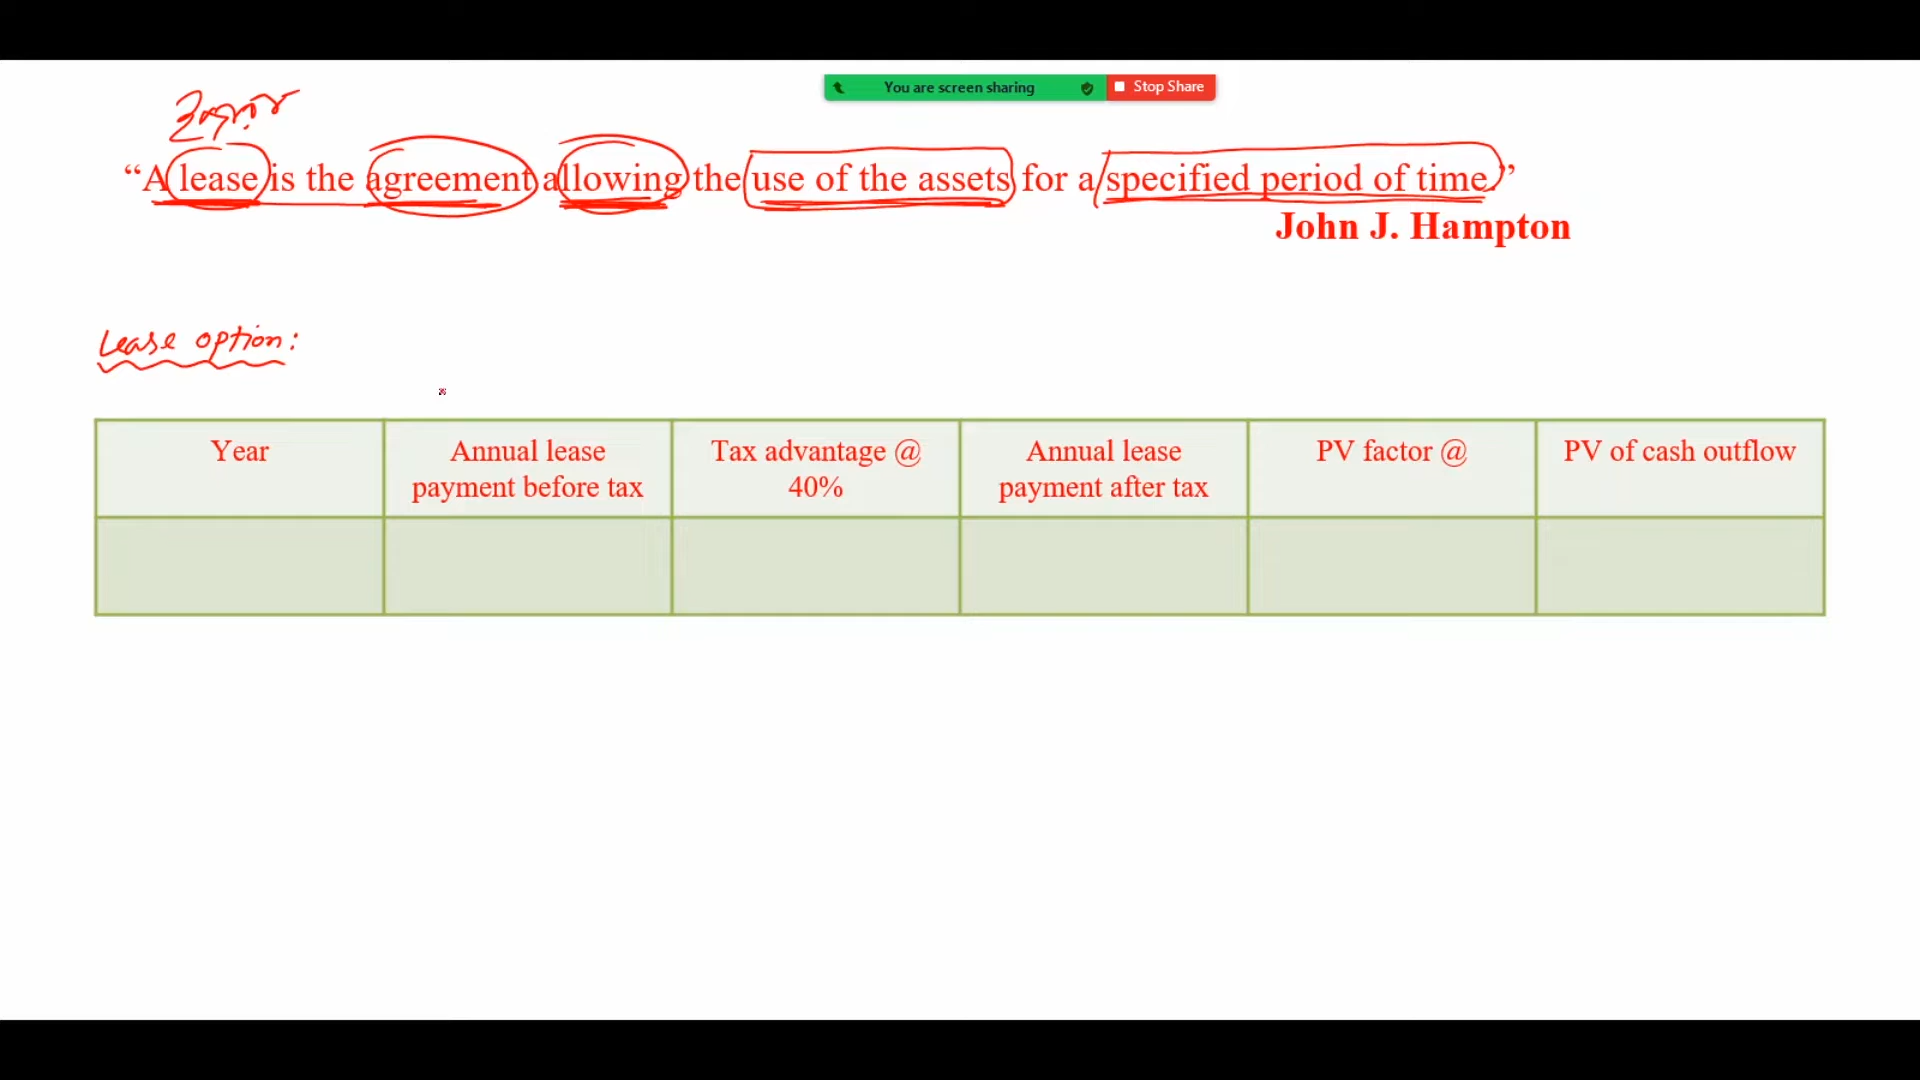 You are screen sharing
Stop Share
“A lease is the agreement allowing the use of the assets for a specified period of time.”
John J. Hampton
Lease option:
Year
Annual lease
payment before tax
Tax advantage @
40%
Annual lease
payment after tax
PV factor @
PV of cash outflow